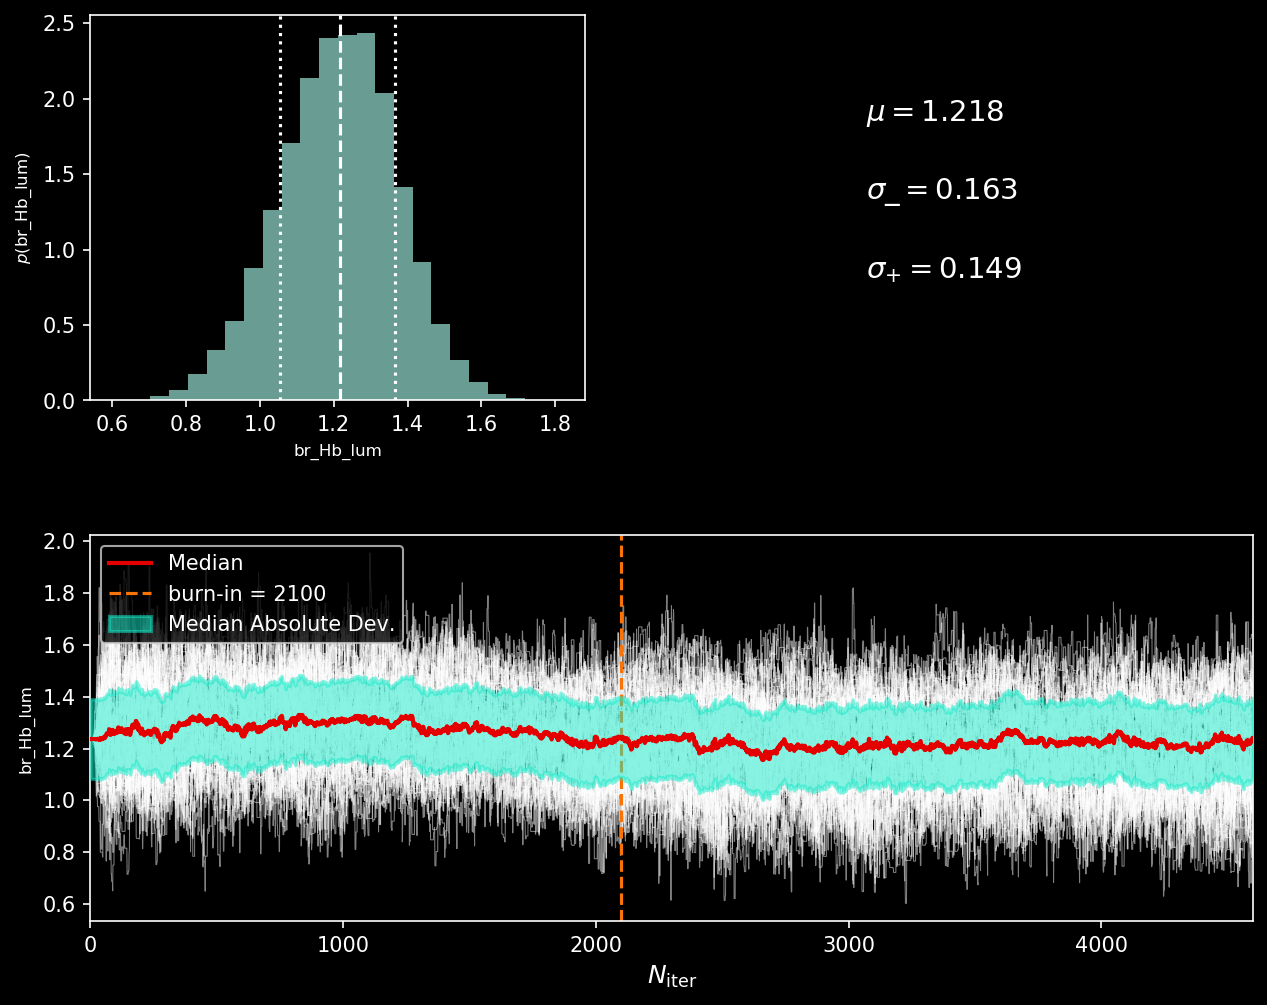 2.5
2.0
1.5
1.0
0.5
0.0
p(br_Hb_lum)
0.6 0.8 1.0 1.2 1.4 1.6 1.8
br_Hb_lum
μ = 1.218
σ_ = 0.163
σ+ = 0.149
2.0
1.8
1.6
1.4
1.2
1.0
0.8
0.6
br_Hb_lum
Median
burn-in = 2100
Median Absolute Dev.
0 1000 2000 3000 4000
Niter